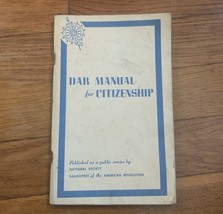 DAR MANUAL
for CITIZENSHIP
Published as a public service by
NATIONAL SOCIETY
DAUGHTERS of the AMERICAN REVOLUTION